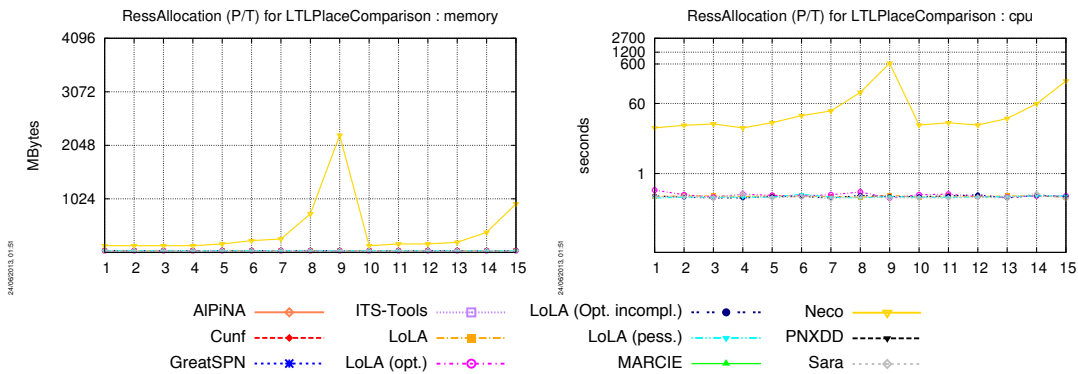 RessAllocation (P/T) for LTLPlaceComparison : memory
4096
3072
2048
1024
MBytes
1 2 3 4 5 6 7 8 9 10 11 12 13 14 15
24/06/2013, 01:51
RessAllocation (P/T) for LTLPlaceComparison : cpu
2700
1200
600
60
1
seconds
1 2 3 4 5 6 7 8 9 10 11 12 13 14 15
24/06/2013, 01:51
AlPiNA ITS-Tools LoLA (Opt. incompl.) Neco
Cunf LoLA LoLA (pess.) PNXDD
GreatSPN LoLA (opt.) MARCIE Sara